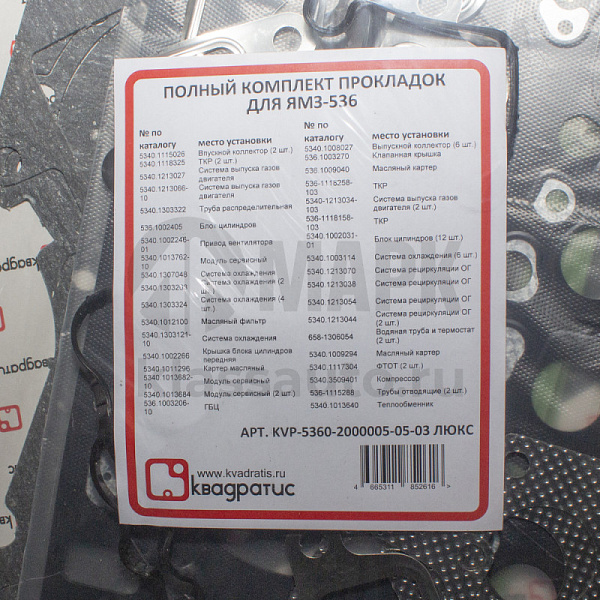 ПОЛНЫЙ КОМПЛЕКТ ПРОКЛАДОК
ДЛЯ ЯМЗ-536
№ по
каталогу место установки
5340.1115026 Впускной коллектор (2 шт.)
5340.1118325 ТКР (2 шт.)
5340.1213027 Система выпуска газов
двигателя
5340.1213066-
10 Система выпуска газов
двигателя
5340.1303322 Труба распределительная
536.1002405 Блок цилиндров
5340.1002246-
01 Привод вентилятора
5340.1013762-
10 Модуль сервисный
5340.1307048 Система охлаждения
Система охлаждения (2
шт.)
5340.1303324 Система охлаждения (4
шт.)
5340.1012100 Масляный фильтр
5340.1303121-
10 Система охлаждения
5340.1002266 Крышка блока цилиндров
передняя
5340.1011296 Картер масляный
5340.1013682-
10 Модуль сервисный
5340.1013684 Модуль сервисный (2 шт.)
536.1003206-
10 ГБЦ
№ по
каталогу место установки
5340.1008027 Выпускной коллектор (6 шт.)
536.1003270 Клапанная крышка
536.1009040 Масляный картер
536-1118258-
103 ТКР
5340.1213034-
103 Система выпуска газов
двигателя (2 шт.)
536-1118158-
103 ТКР
5340.1002031-
01 Блок цилиндров (12 шт.)
5340.1003114 Система охлаждения (6 шт.)
5340.1213070 Система рециркуляции ОГ
5340.1213038 Система рециркуляции ОГ
(2 шт.)
5340.1213054 Система рециркуляции ОГ
5340.1213044 Система рециркуляции ОГ
(2 шт.)
658-1306054 Водяная труба и термостат
(2 шт.)
5340.1009294 Масляный картер
5340.1117304 ФТОТ (2 шт.)
5340.3509401 Компрессор
536-1115268 Трубы отводящие (2 шт.)
5340.1013640 Теплообменник
АРТ. KVP-5360-2000005-05-03 ЛЮКС
www.kvadratis.ru
квадратис
4 665311 852616 >
квадратис